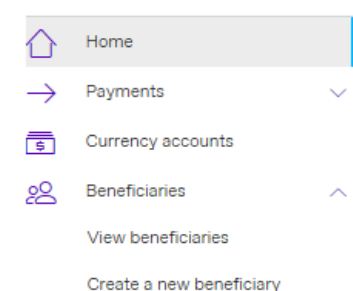 Home
Payments
Currency accounts
$
Beneficiaries
View beneficiaries
Create a new beneficiary